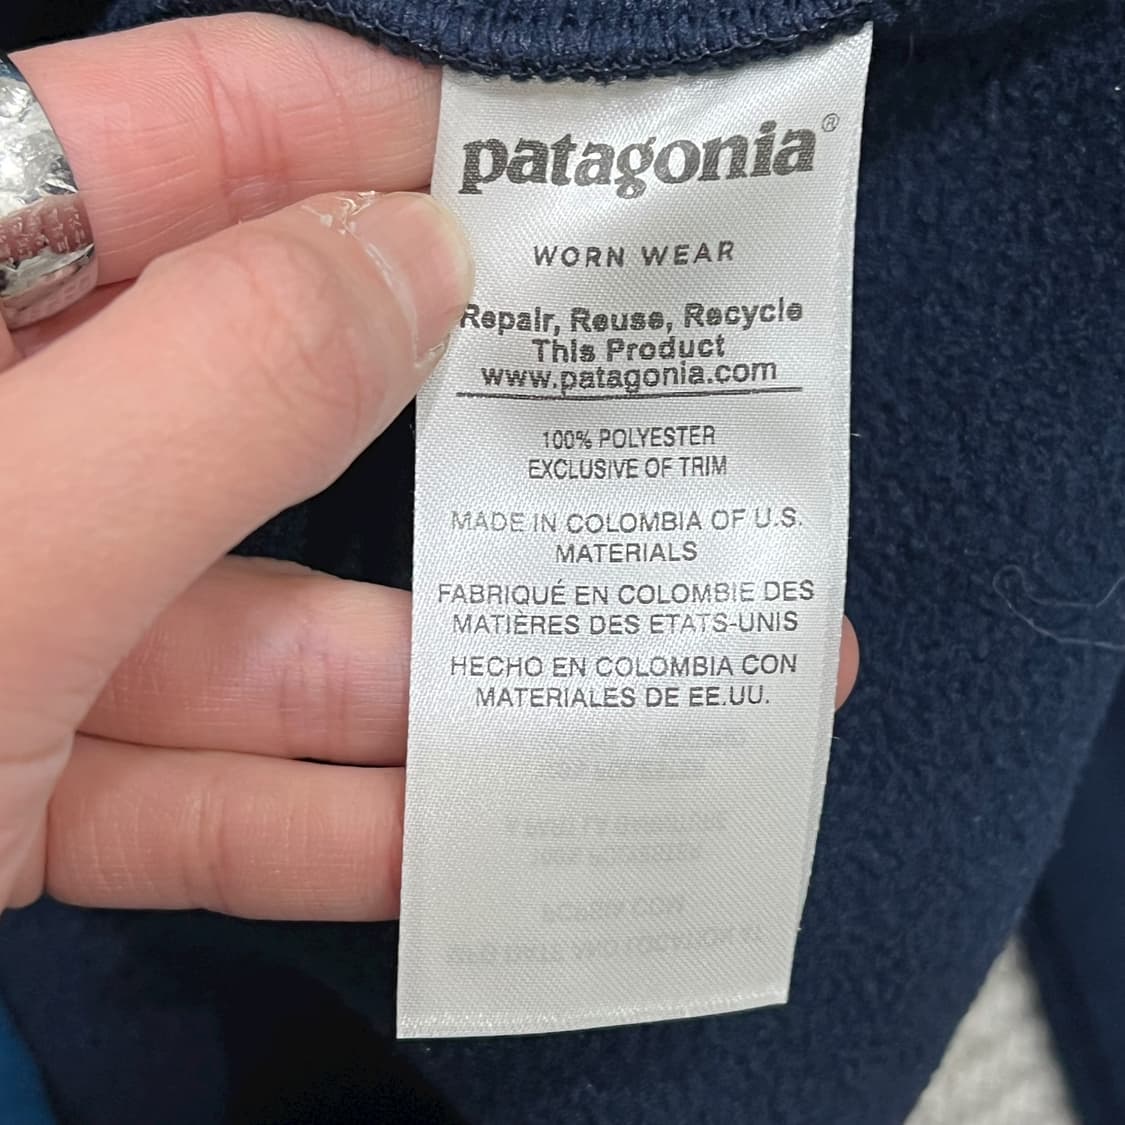 patagonia®
WORN WEAR
Repair, Reuse, Recycle
This Product
www.patagonia.com
100% POLYESTER
EXCLUSIVE OF TRIM
MADE IN COLOMBIA OF U.S.
MATERIALS
FABRIQUÉ EN COLOMBIE DES
MATIÈRES DES ETATS-UNIS
HECHO EN COLOMBIA CON
MATERIALES DE EE.UU.